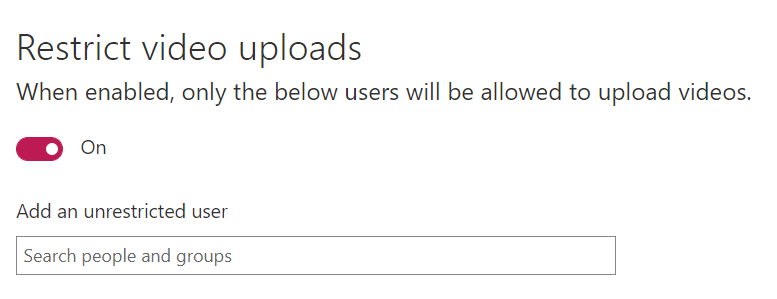 Restrict video uploads
When enabled, only the below users will be allowed to upload videos.
On
Add an unrestricted user
Search people and groups